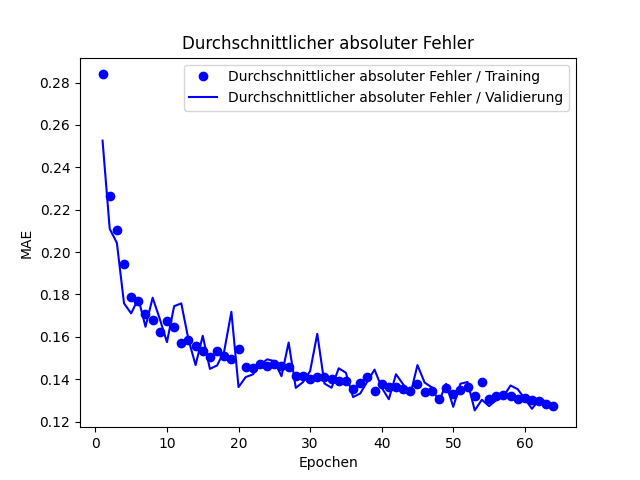 Durchschnittlicher absoluter Fehler
Durchschnittlicher absoluter Fehler / Training
Durchschnittlicher absoluter Fehler / Validierung
MAE
0.28
0.26
0.24
0.22
0.20
0.18
0.16
0.14
0.12
0 10 20 30 40 50 60
Epochen